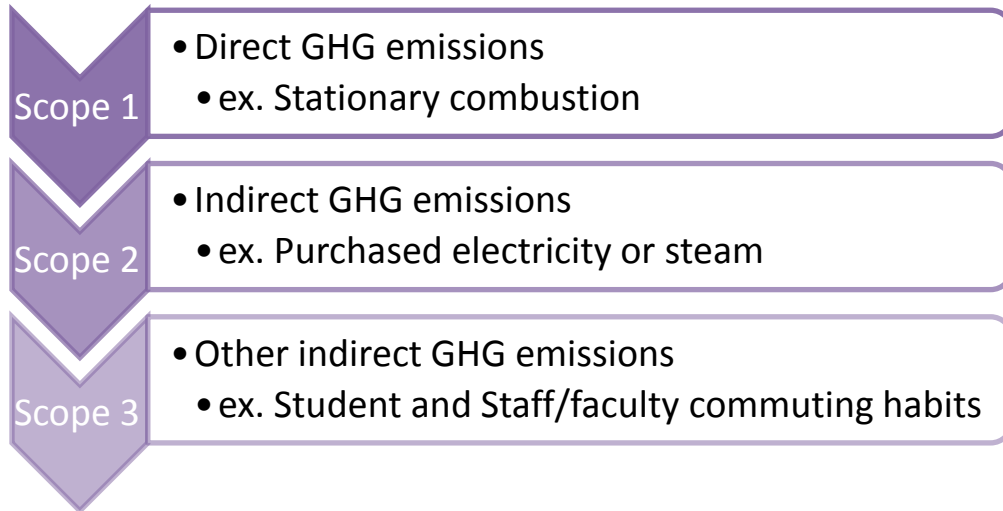 Scope 1
• Direct GHG emissions
• ex. Stationary combustion
Scope 2
• Indirect GHG emissions
• ex. Purchased electricity or steam
Scope 3
• Other indirect GHG emissions
• ex. Student and Staff/faculty commuting habits